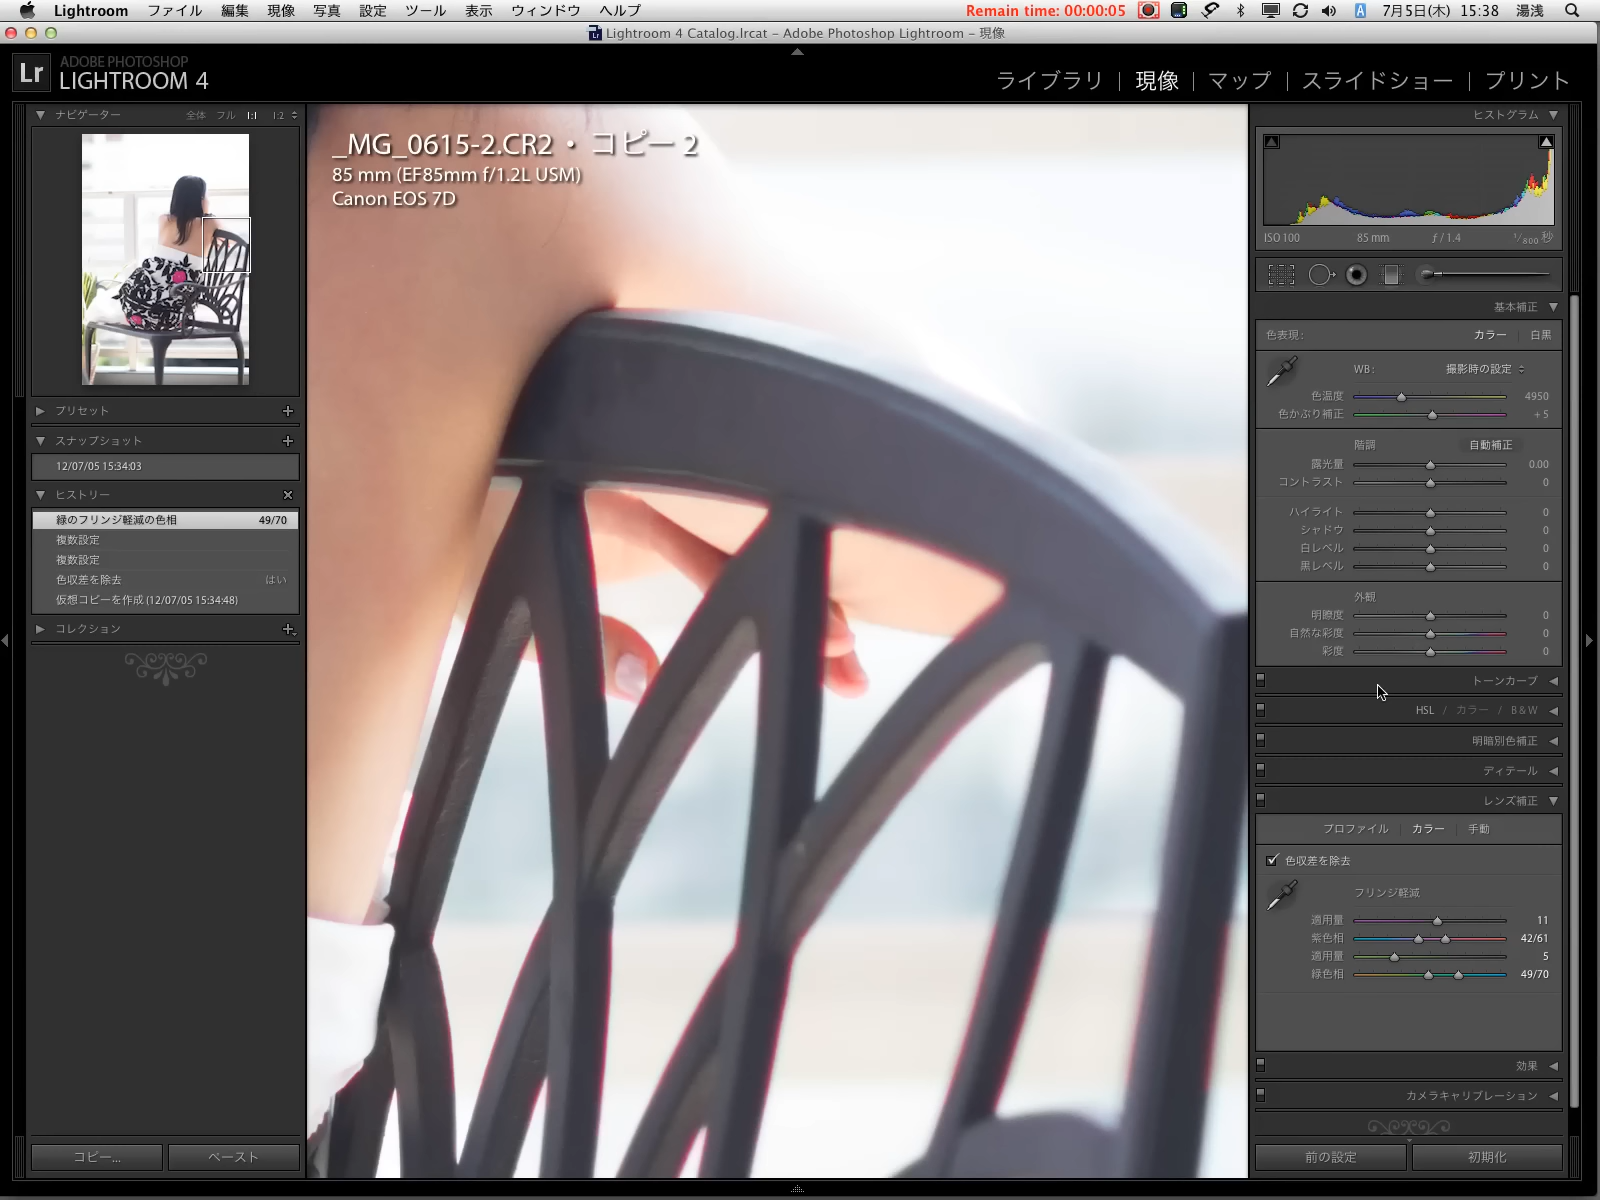 Lightroom ファイル 編集 現像 写真 設定 ツール 表示 ウィンドウ ヘルプ Remain time: 00:00:05 A 7月5日(木) 15:38 湯浅
Lightroom 4 Catalog.lrcat – Adobe Photoshop Lightroom – 現像
Lr ADOBE PHOTOSHOP
LIGHTROOM 4
ライブラリ | 現像 | マップ | スライドショー | プリント
ナビゲーター 全体 フル 1:1 1:2
プリセット
スナップショット
12/07/05 15:34:03
ヒストリー
緑のフリンジ軽減の色相 49/70
複数設定
複数設定
色収差を除去 はい
仮想コピーを作成 (12/07/05 15:34:48)
コレクション
コピー...
ペースト
_MG_0615-2.CR2 • コピー 2
85 mm (EF85mm f/1.2L USM)
Canon EOS 7D
ヒストグラム
ISO 100 85 mm ƒ / 1.4 1/800 秒
基本補正
色表現: カラー | 白黒
WB: 撮影時の設定
色温度 4950
色かぶり補正 + 5
階調 自動補正
露光量 0.00
コントラスト 0
ハイライト 0
シャドウ 0
白レベル 0
黒レベル 0
外観
明瞭度 0
自然な彩度 0
彩度 0
トーンカーブ
HSL / カラー / B & W
明暗別色補正
ディテール
レンズ補正
プロファイル | カラー | 手動
色収差を除去
フリンジ軽減
適用量 11
紫色相 42/61
適用量 5
緑色相 49/70
効果
カメラキャリブレーション
前の設定
初期化